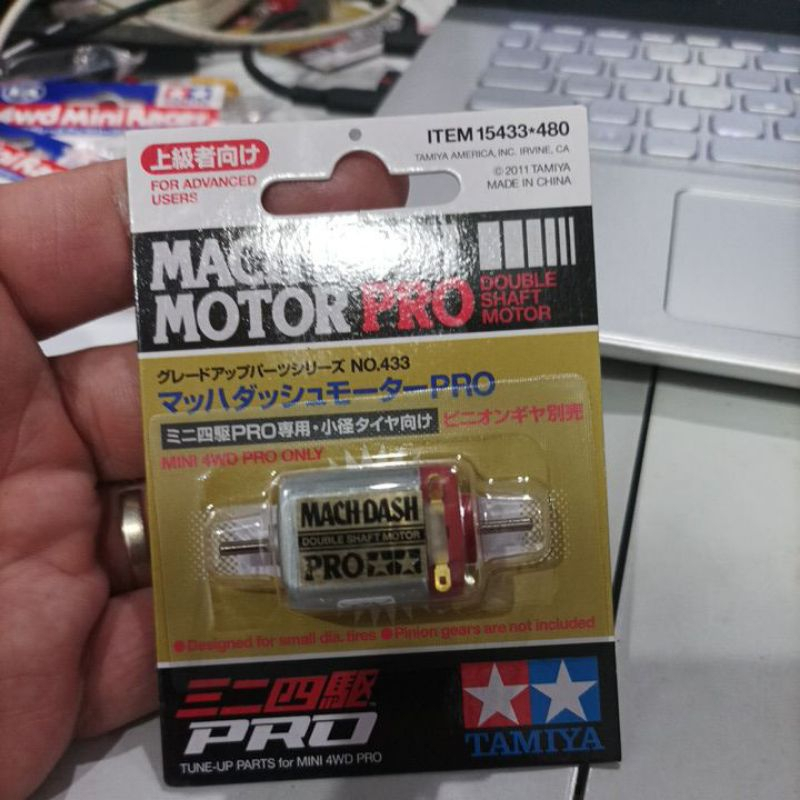 4wd Mini Racer
上級者向け
FOR ADVANCED
USERS
ITEM 15433*480
TAMIYA AMERICA, INC. IRVINE, CA
© 2011 TAMIYA
MADE IN CHINA
MACH
MOTOR PRO
DOUBLE
SHAFT
MOTOR
グレードアップパーツシリーズ NO.433
マッハダッシュモーターPRO
ミニ四駆PRO専用・小径タイヤ向け
ピニオンギヤ別売
MINI 4WD PRO ONLY
MACH DASH
DOUBLE SHAFT MOTOR
PRO
●Designed for small dia. tires ●Pinion gears are not included
ミニ四駆
PRO
TM
TUNE-UP PARTS for MINI 4WD PRO
TAMIYA